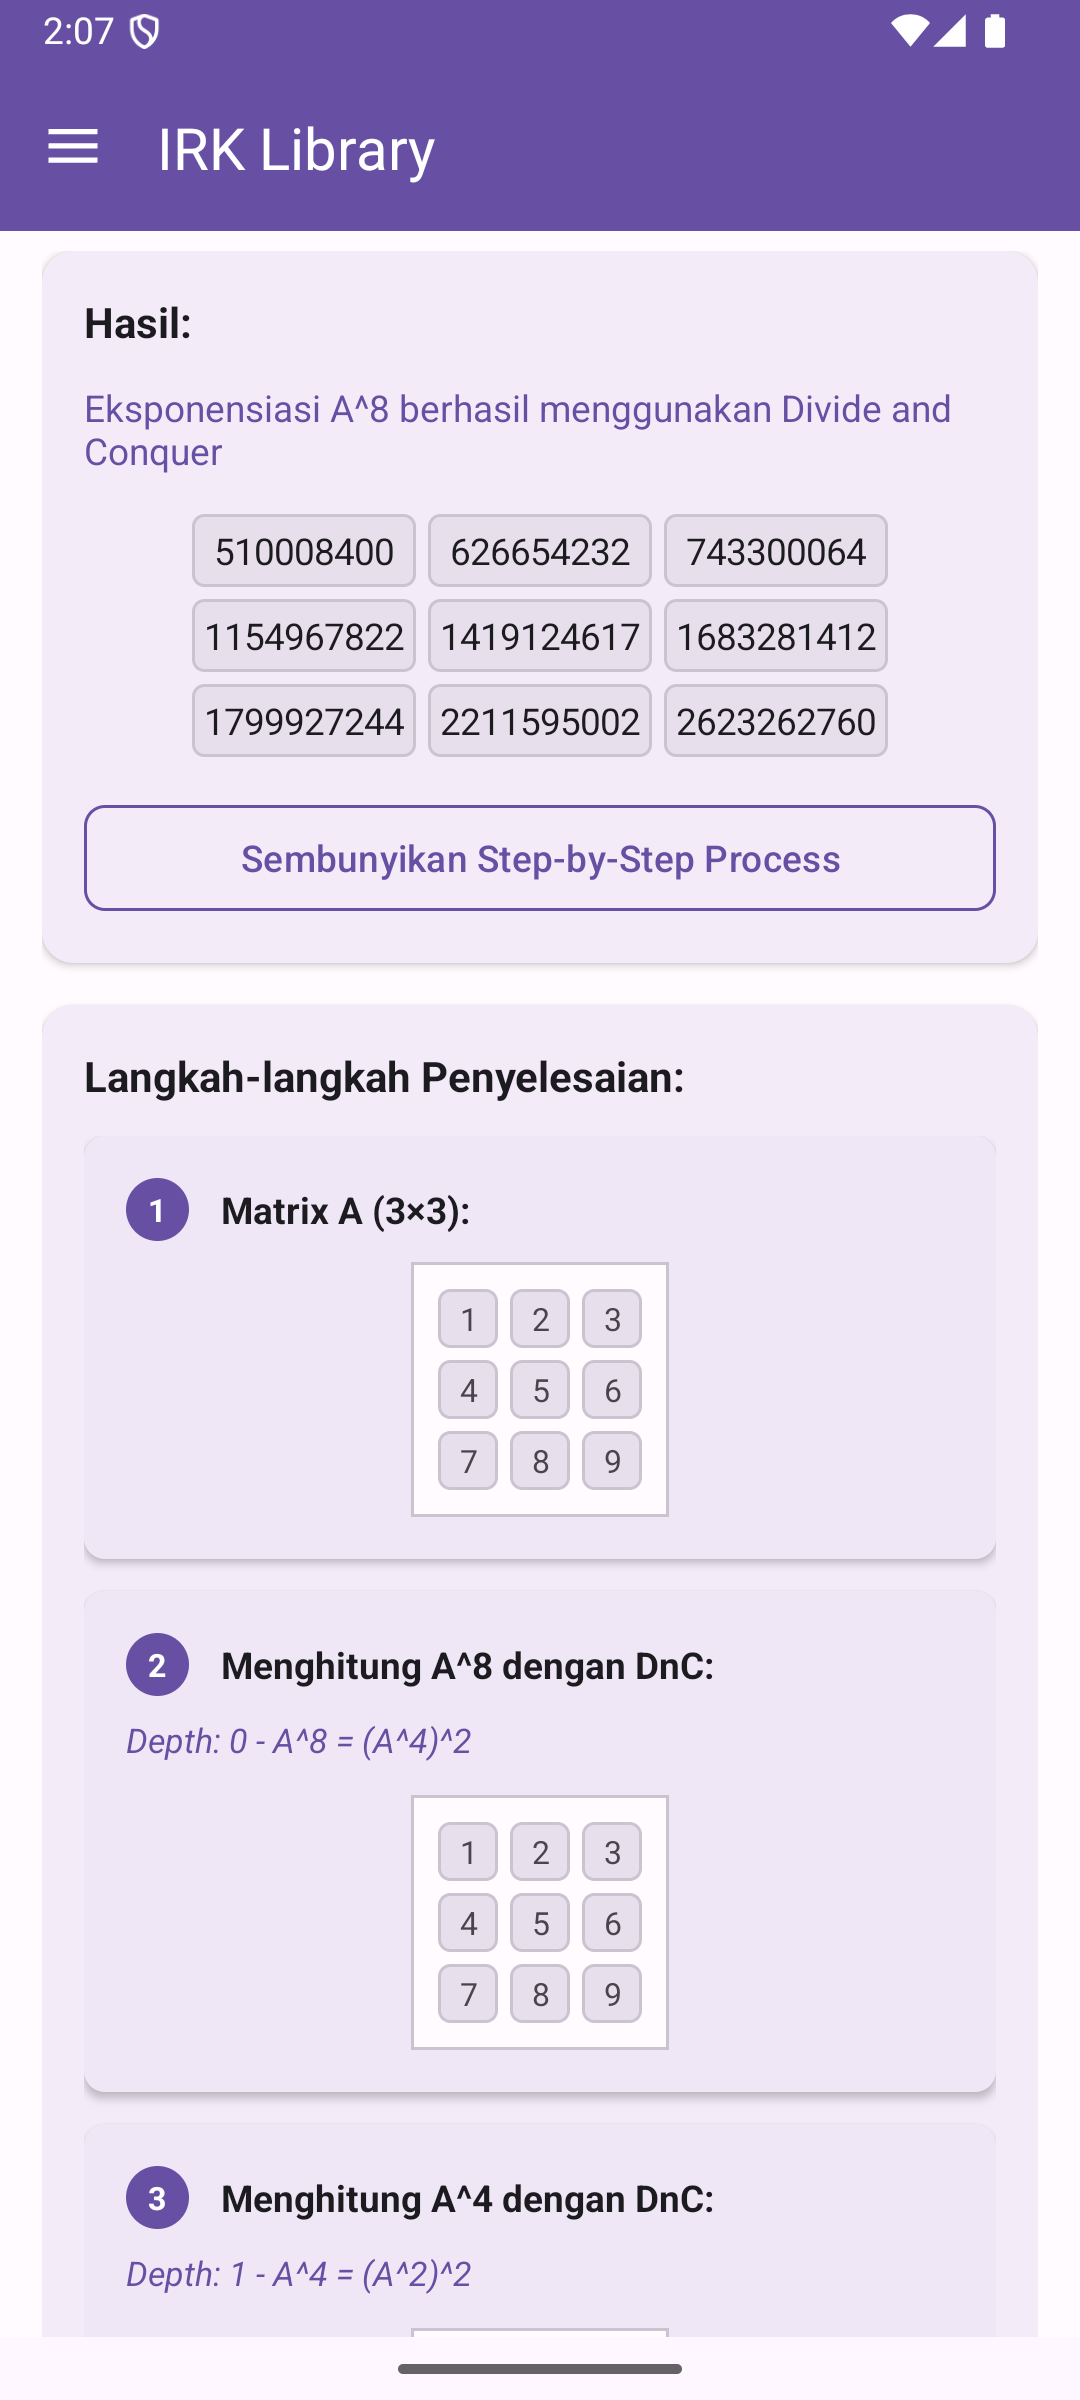 2:07
IRK Library
Hasil:
Eksponensiasi A^8 berhasil menggunakan Divide and
Conquer
510008400 626654232 743300064
1154967822 1419124617 1683281412
1799927244 2211595002 2623262760
Sembunyikan Step-by-Step Process
Langkah-langkah Penyelesaian:
1 Matrix A (3×3):
1 2 3
4 5 6
7 8 9
2 Menghitung A^8 dengan DnC:
Depth: 0 - A^8 = (A^4)^2
1 2 3
4 5 6
7 8 9
3 Menghitung A^4 dengan DnC:
Depth: 1 - A^4 = (A^2)^2